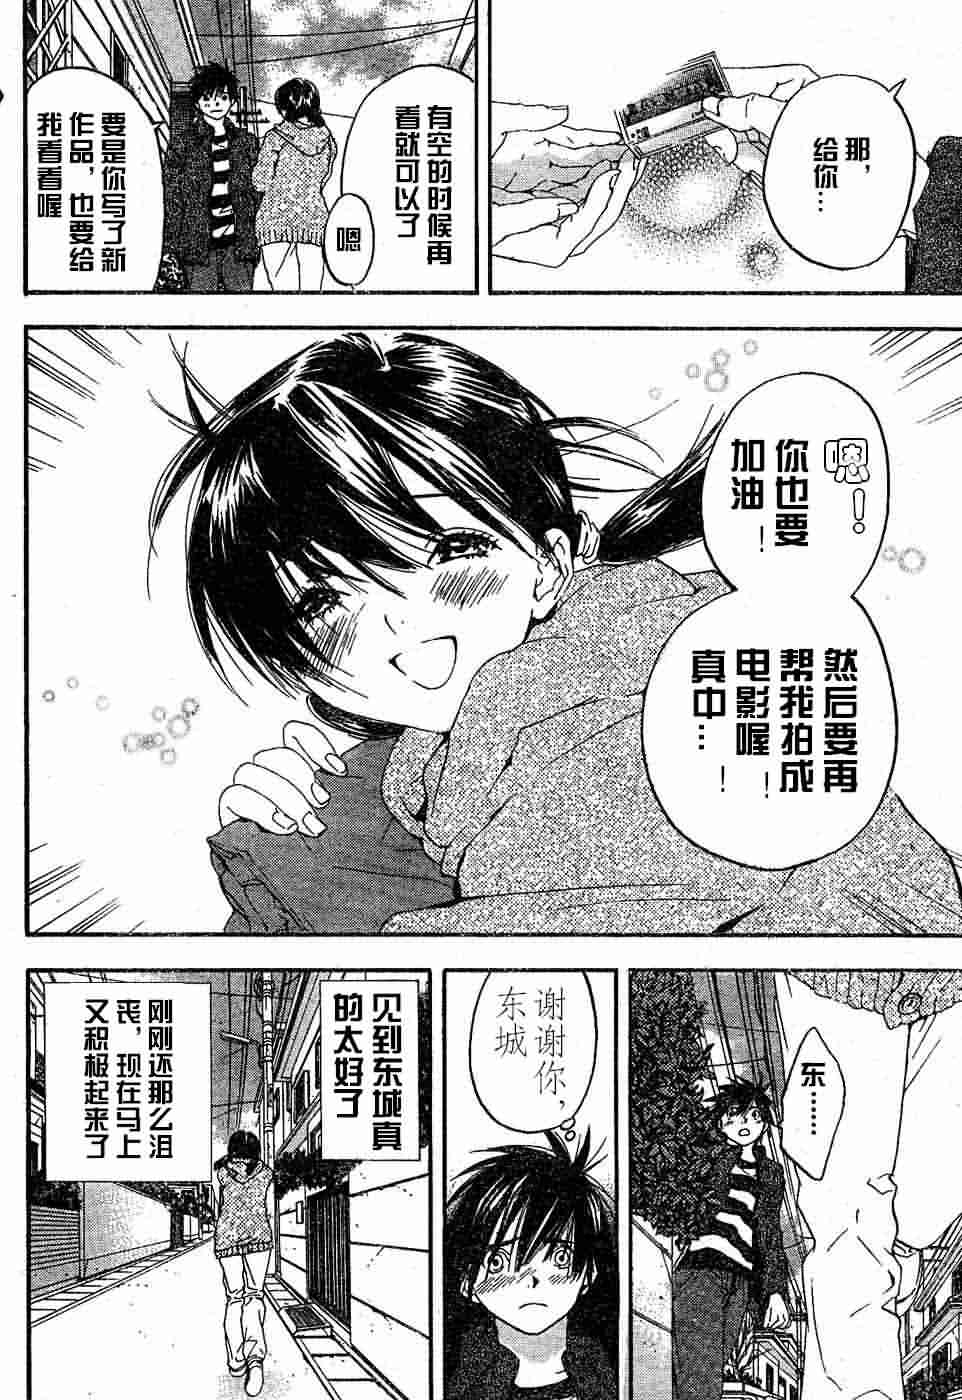 那，
给你…
有空的时候再
看就可以了
嗯
要是你写了新
作品，也要给
我看看喔
嗯！
你也要
加油！
然后要再
帮我拍成
电影喔！
真中…！
东……
谢谢你，
东城
见到东城真
的太好了
刚刚还那么沮
丧，现在马上
又积极起来了